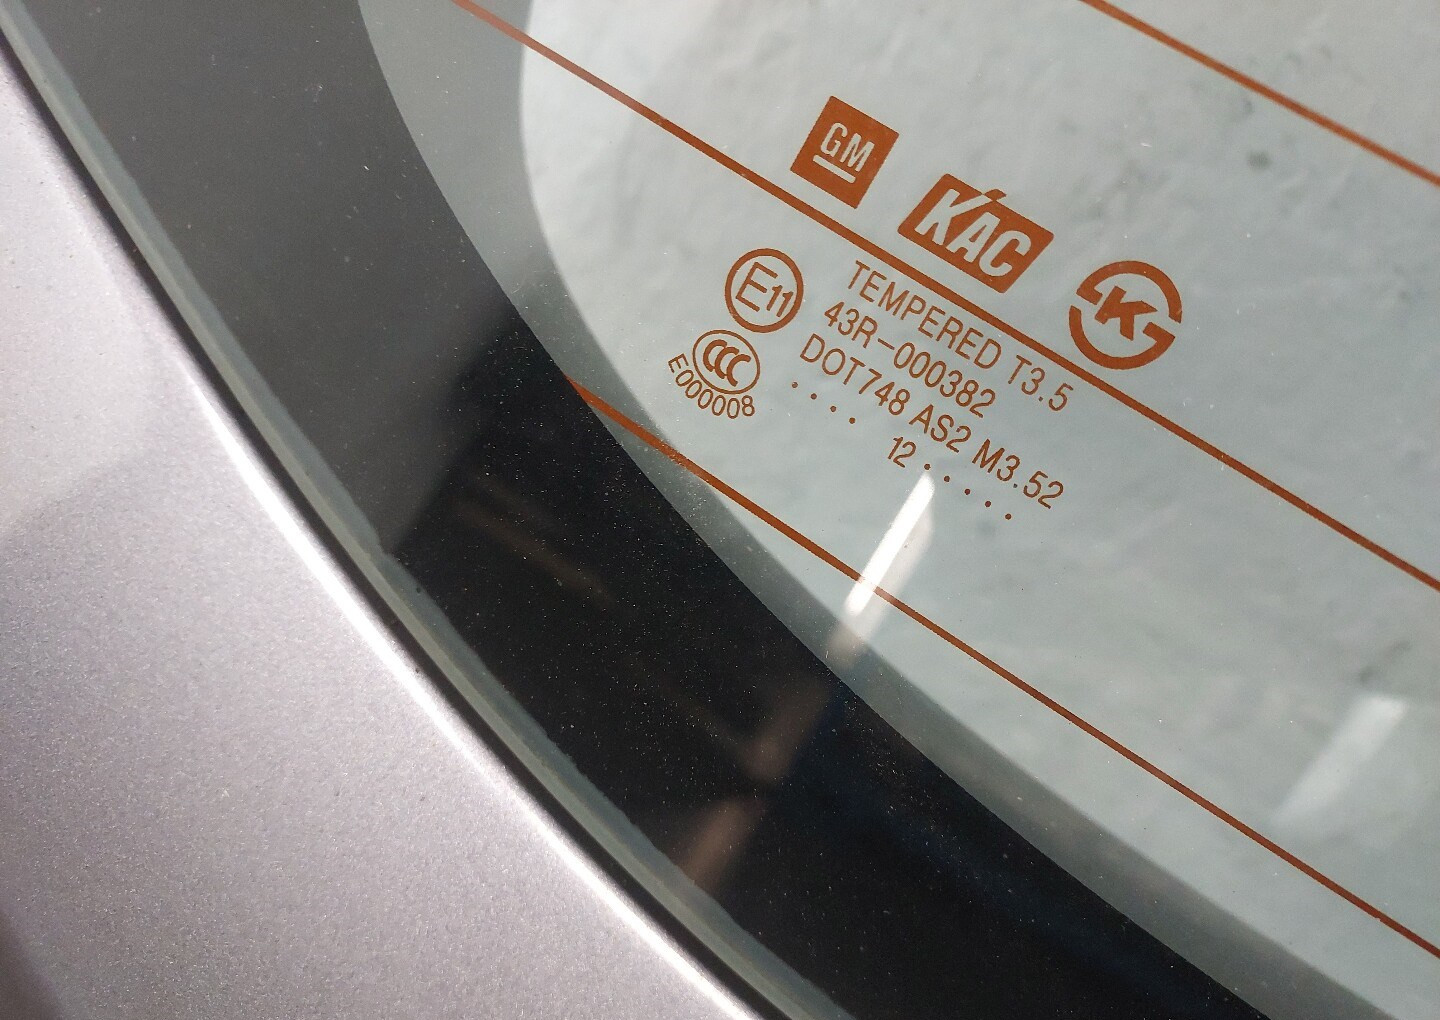 GM
KAC
K
E11
TEMPERED T3.5
43R-000382
DOT748 AS2 M3.52
CCC
E000008
. . . . 12 . . . . .